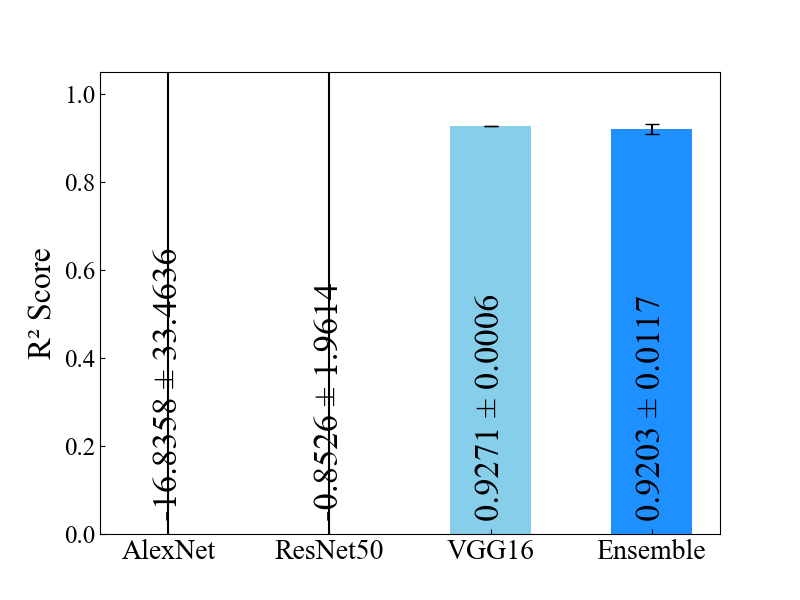 R² Score
1.0
0.8
0.6
0.4
0.2
0.0
-16.8358 ± 33.4636
-0.8526 ± 1.9614
0.9271 ± 0.0006
0.9203 ± 0.0117
AlexNet
ResNet50
VGG16
Ensemble